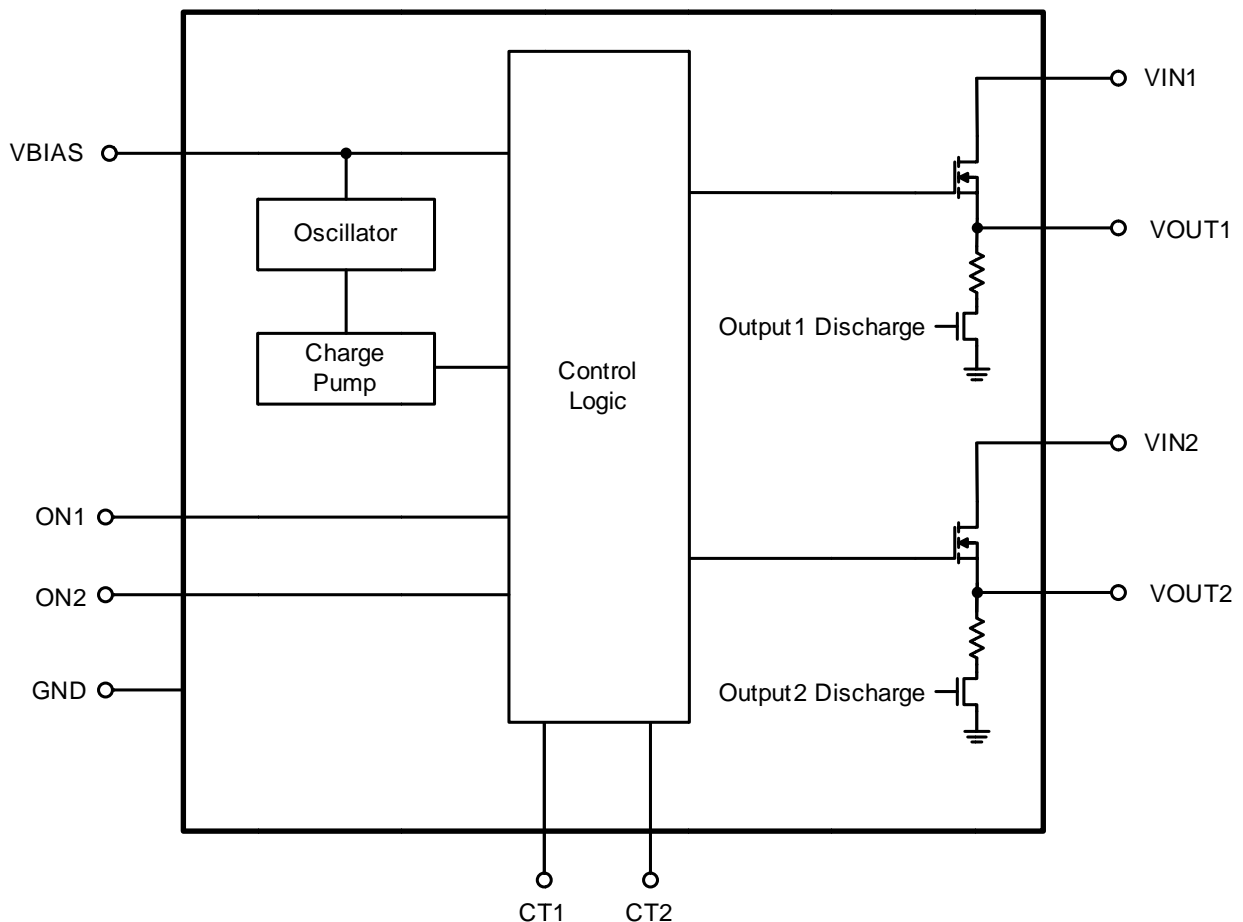 VIN1
VBIAS
Oscillator
VOUT1
Output1 Discharge
Charge
Pump
Control
Logic
VIN2
ON1
ON2
VOUT2
GND
Output2 Discharge
CT1
CT2